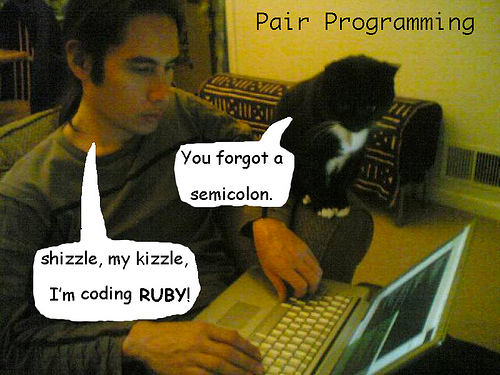 Pair Programming
You forgot a
semicolon.
shizzle, my kizzle,
I'm coding RUBY!